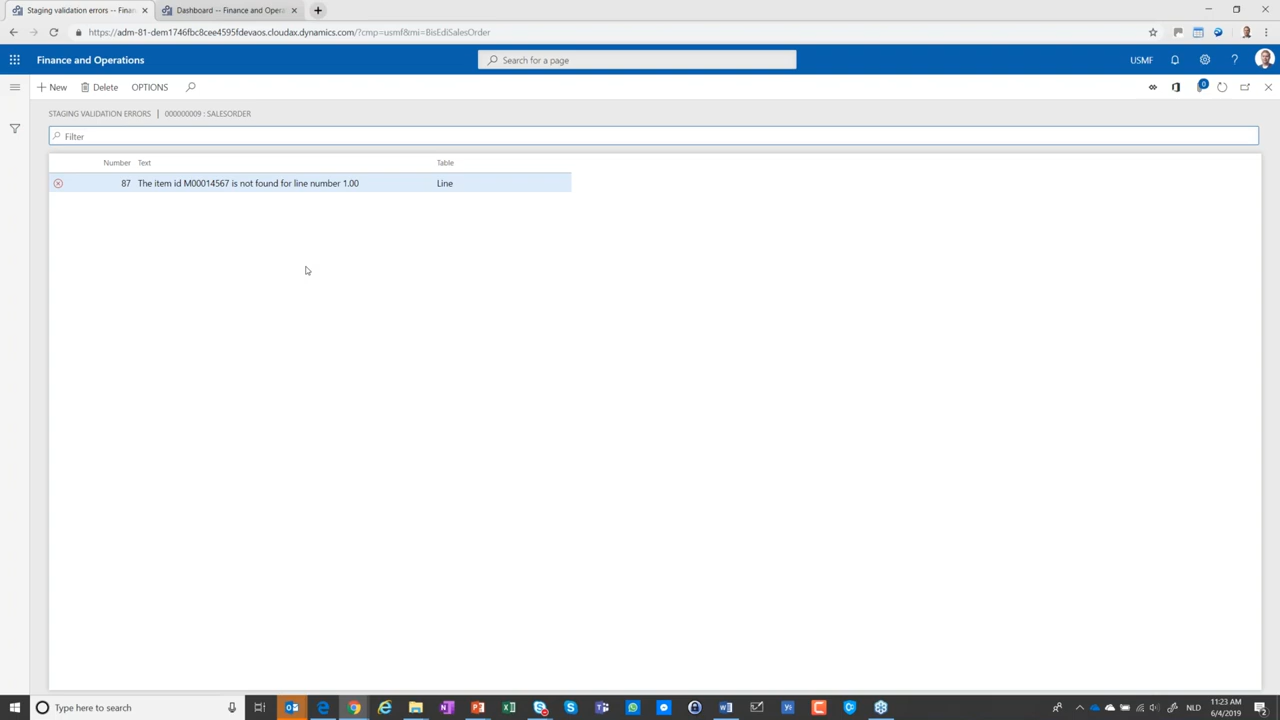 Staging validation errors -- Finan
Dashboard -- Finance and Opera
https://adm-81-dem1746fbc8cee4595fdevaos.cloudax.dynamics.com/?cmp=usmf&mi=BisEdiSalesOrder
Finance and Operations
Search for a page
USMF
New
Delete
OPTIONS
0
STAGING VALIDATION ERRORS | 000000009 : SALESORDER
Filter
Number Text Table
87 The item id M00014567 is not found for line number 1.00 Line
Type here to search
NLD
11:23 AM
6/4/2019
2